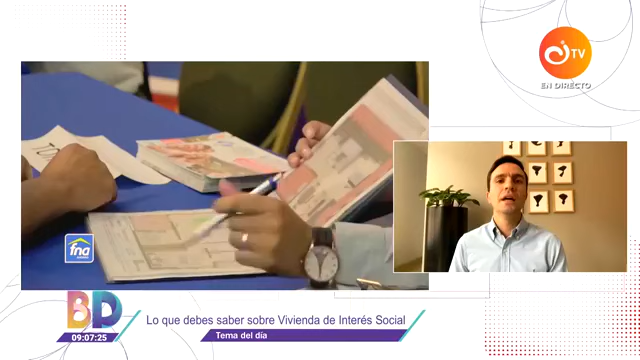 TV
EN DIRECTO
fna
BD
Lo que debes saber sobre Vivienda de Interés Social
09:07:25
Tema del día